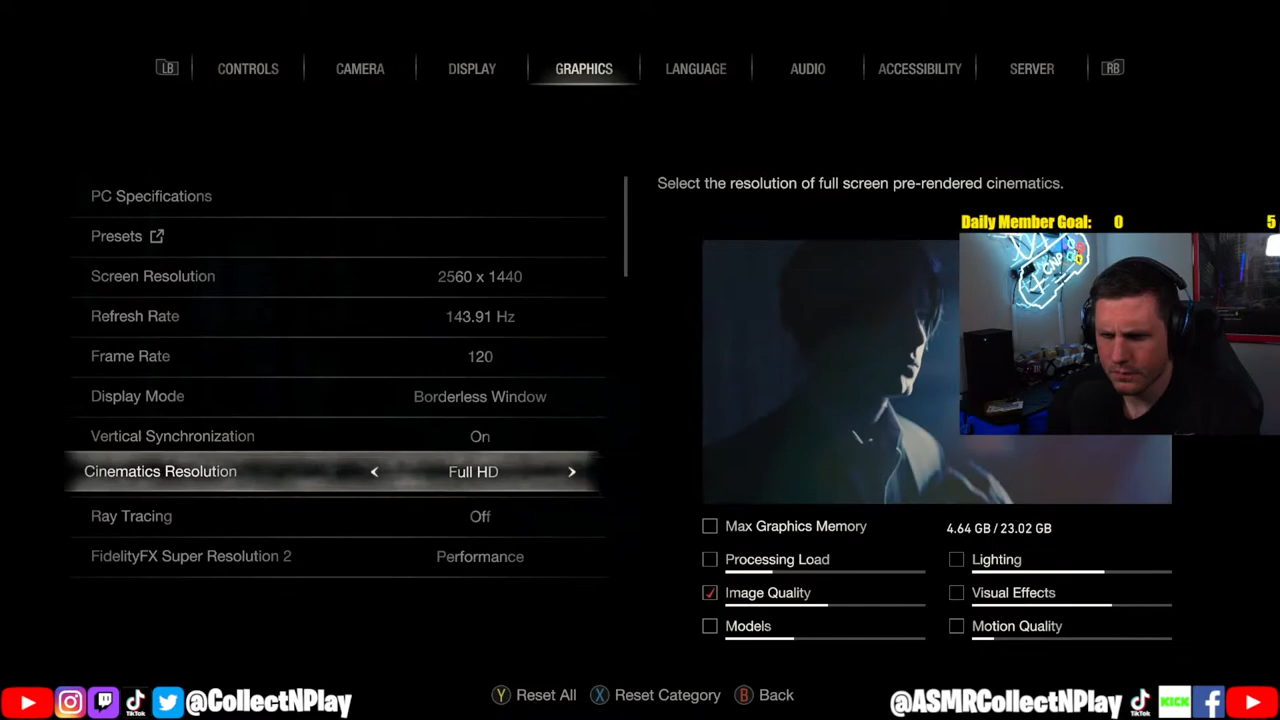 LB CONTROLS CAMERA DISPLAY GRAPHICS LANGUAGE AUDIO ACCESSIBILITY SERVER RB
PC Specifications
Presets
Screen Resolution 2560 x 1440
Refresh Rate 143.91 Hz
Frame Rate 120
Display Mode Borderless Window
Vertical Synchronization On
Cinematics Resolution Full HD
Ray Tracing Off
FidelityFX Super Resolution 2 Performance
Select the resolution of full screen pre-rendered cinematics.
Daily Member Goal: 0 5
CNP
Max Graphics Memory 4.64 GB / 23.02 GB
Processing Load Lighting
Image Quality Visual Effects
Models Motion Quality
Y Reset All X Reset Category B Back
TikTok @CollectNPlay @ASMRCollectNPlay TikTok KICK